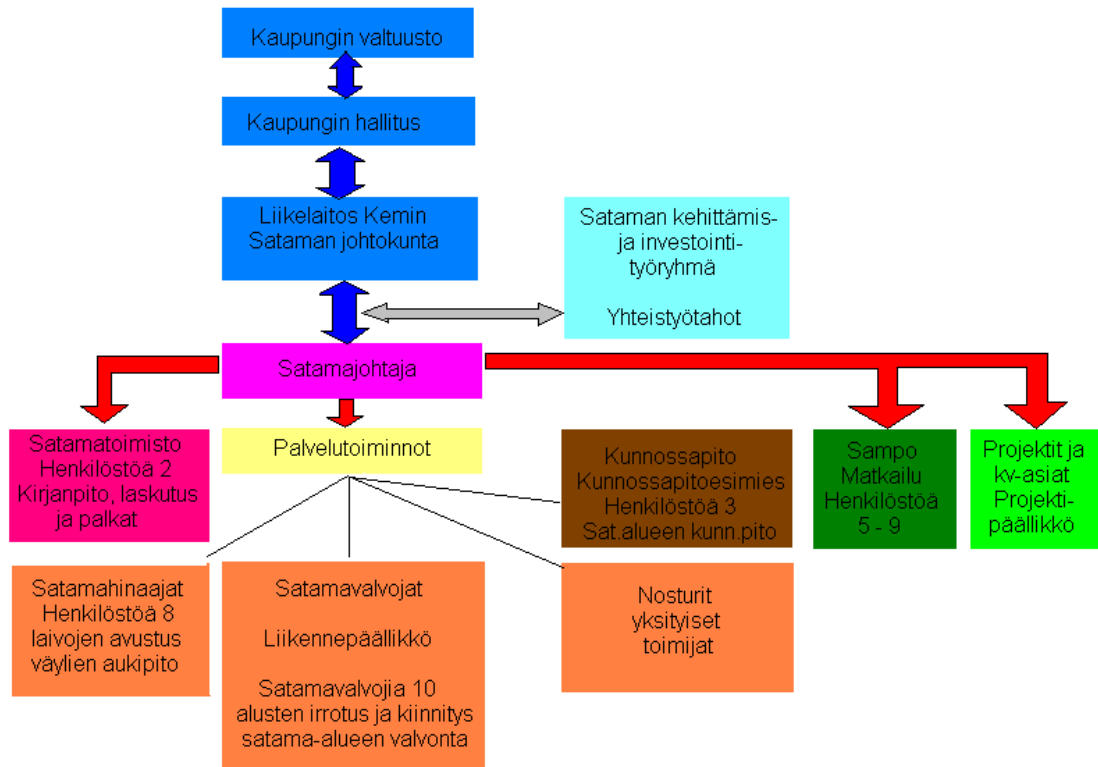 Kaupungin valtuusto
Kaupungin hallitus
Liikelaitos Kemin
Sataman johtokunta
Sataman kehittämis-
ja investointi-
työryhmä
Yhteistyötahot
Satamajohtaja
Satamatoimisto
Henkilöstöä 2
Kirjanpito, laskutus
ja palkat
Palvelutoiminnot
Kunnossapito
Kunnossapitoesimies
Henkilöstöä 3
Sat.alueen kunn.pito
Sampo
Matkailu
Henkilöstöä
5 - 9
Projektit ja
kv-asiat
Projekti-
päällikkö
Satamahinaajat
Henkilöstöä 8
laivojen avustus
väylien aukipito
Satamavalvojat
Liikennepäällikkö
Satamavalvojia 10
alusten irrotus ja kiinnitys
satama-alueen valvonta
Nosturit
yksityiset
toimijat